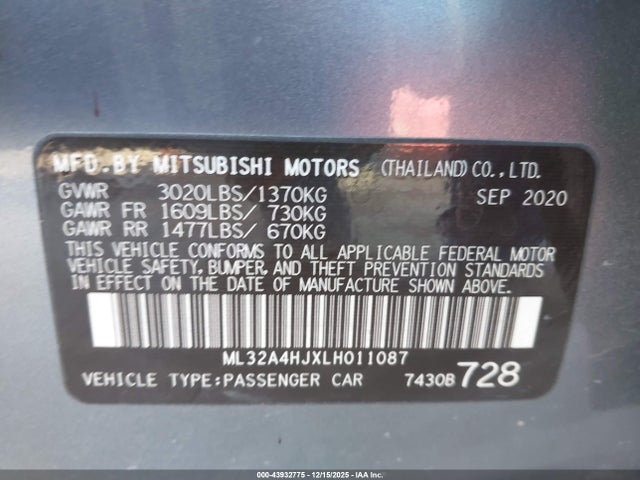 MFD.BY MITSUBISHI MOTORS (THAILAND)CO.,LTD.
GVWR 3020LBS/1370KG SEP 2020
GAWR FR 1609LBS/ 730KG
GAWR RR 1477LBS/ 670KG
THIS VEHICLE CONFORMS TO ALL APPLICABLE FEDERAL MOTOR
VEHICLE SAFETY, BUMPER, AND THEFT PREVENTION STANDARDS
IN EFFECT ON THE DATE OF MANUFACTURE SHOWN ABOVE.
ML32A4HJXLH011087
VEHICLE TYPE:PASSENGER CAR 7430B 728
000-43932775 - 12/15/2025 - IAAI.COM